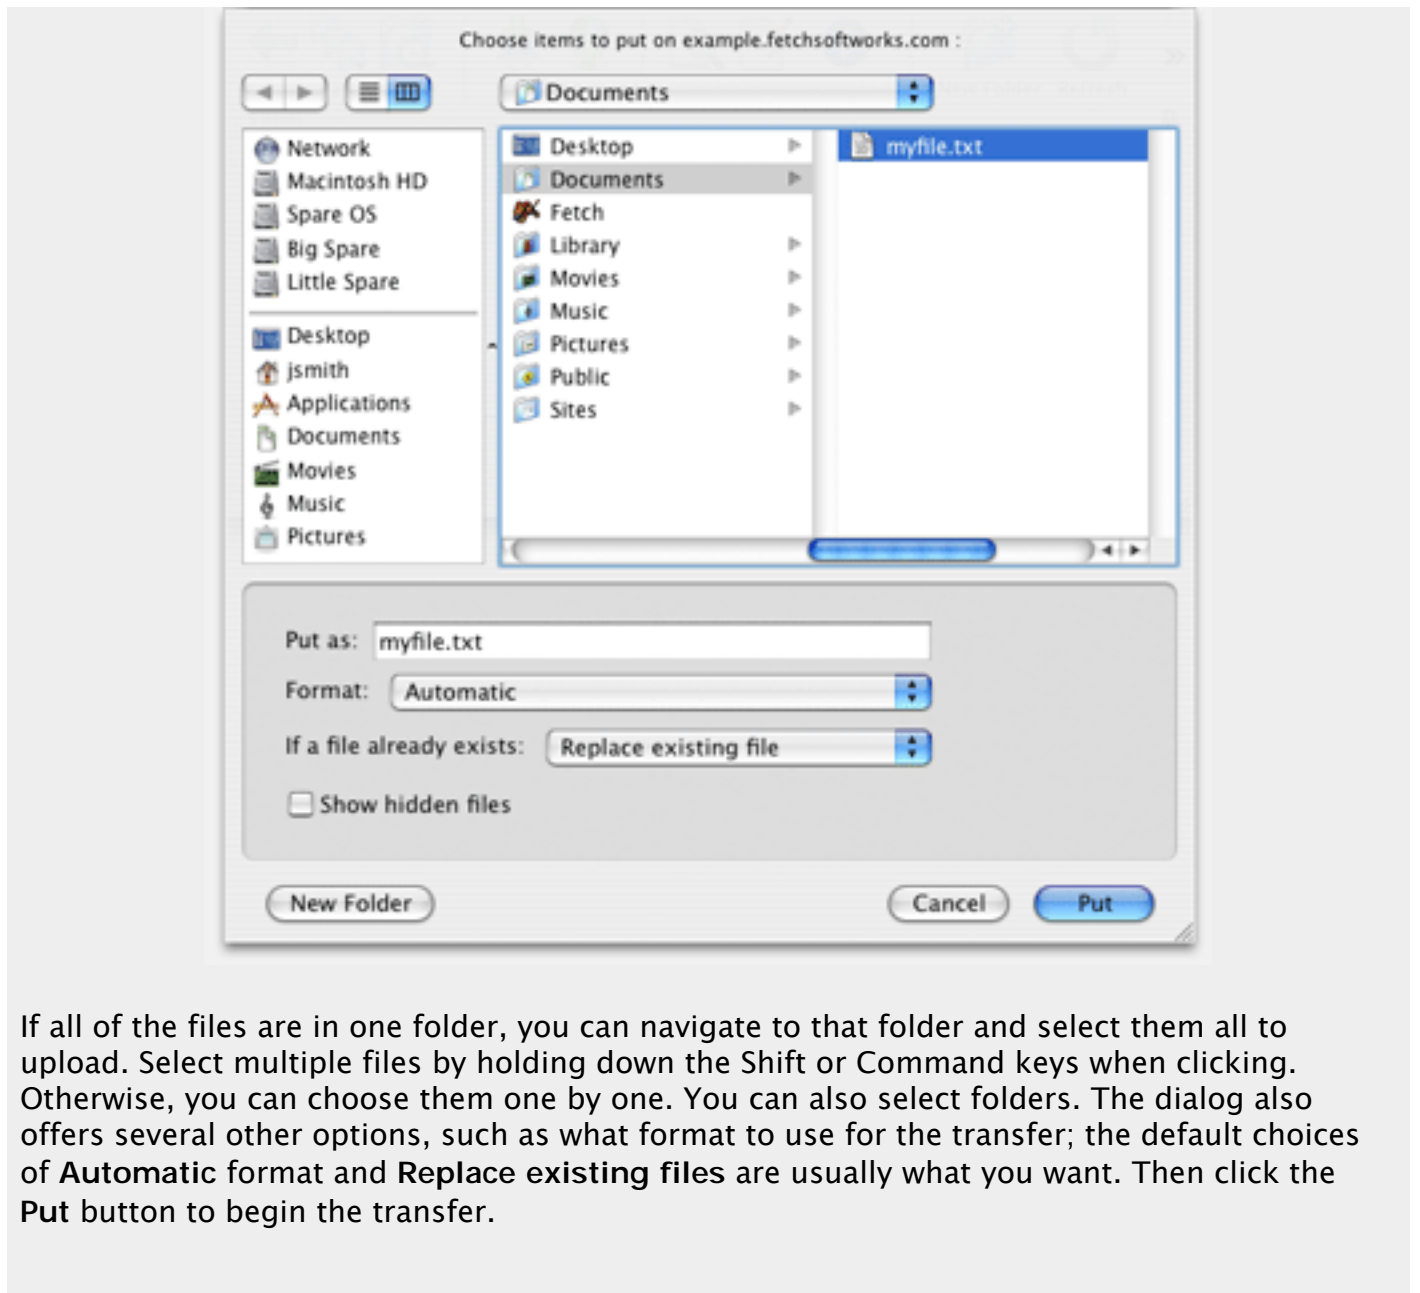 Choose items to put on example.fetchsoftworks.com :
Documents
Network
Macintosh HD
Spare OS
Big Spare
Little Spare
Desktop
jsmith
Applications
Documents
Movies
Music
Pictures
Desktop
Documents
Fetch
Library
Movies
Music
Pictures
Public
Sites
myfile.txt
Put as: myfile.txt
Format: Automatic
If a file already exists: Replace existing file
Show hidden files
New Folder
Cancel
Put
If all of the files are in one folder, you can navigate to that folder and select them all to
upload. Select multiple files by holding down the Shift or Command keys when clicking.
Otherwise, you can choose them one by one. You can also select folders. The dialog also
offers several other options, such as what format to use for the transfer; the default choices
of Automatic format and Replace existing files are usually what you want. Then click the
Put button to begin the transfer.